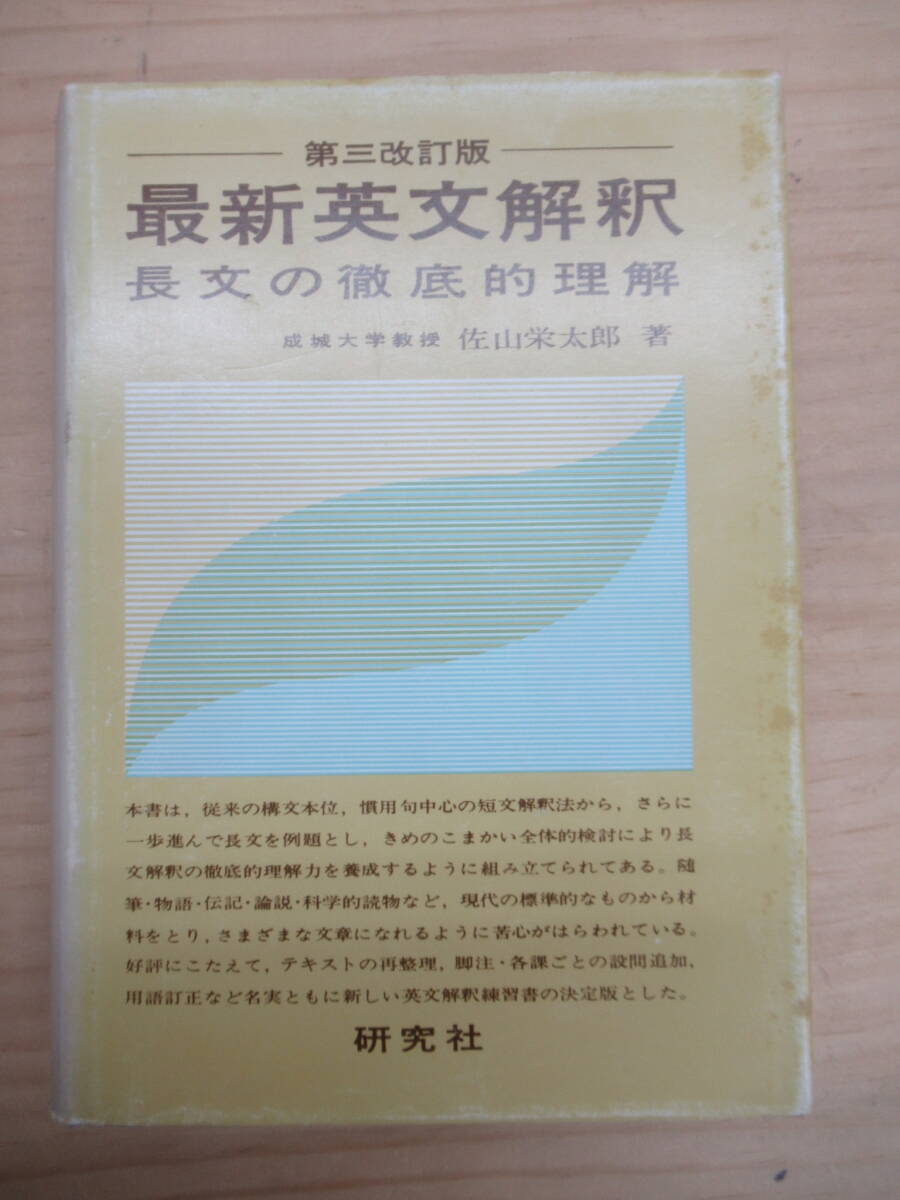 第三改訂版
最新英文解釈
長文の徹底的理解
成城大学教授 佐山栄太郎 著
本書は，従来の構文本位，慣用句中心の短文解釈法から，さらに
一歩進んで長文を例題とし，きめのこまかい全体的検討により長
文解釈の徹底的理解力を養成するように組み立てられてある。随
筆・物語・伝記・論説・科学的読物など，現代の標準的なものから材
料をとり，さまざまな文章になれるように苦心がはらわれている。
好評にこたえて，テキストの再整理，脚注・各課ごとの設問追加，
用語訂正など名実ともに新しい英文解釈練習書の決定版とした。
研究社